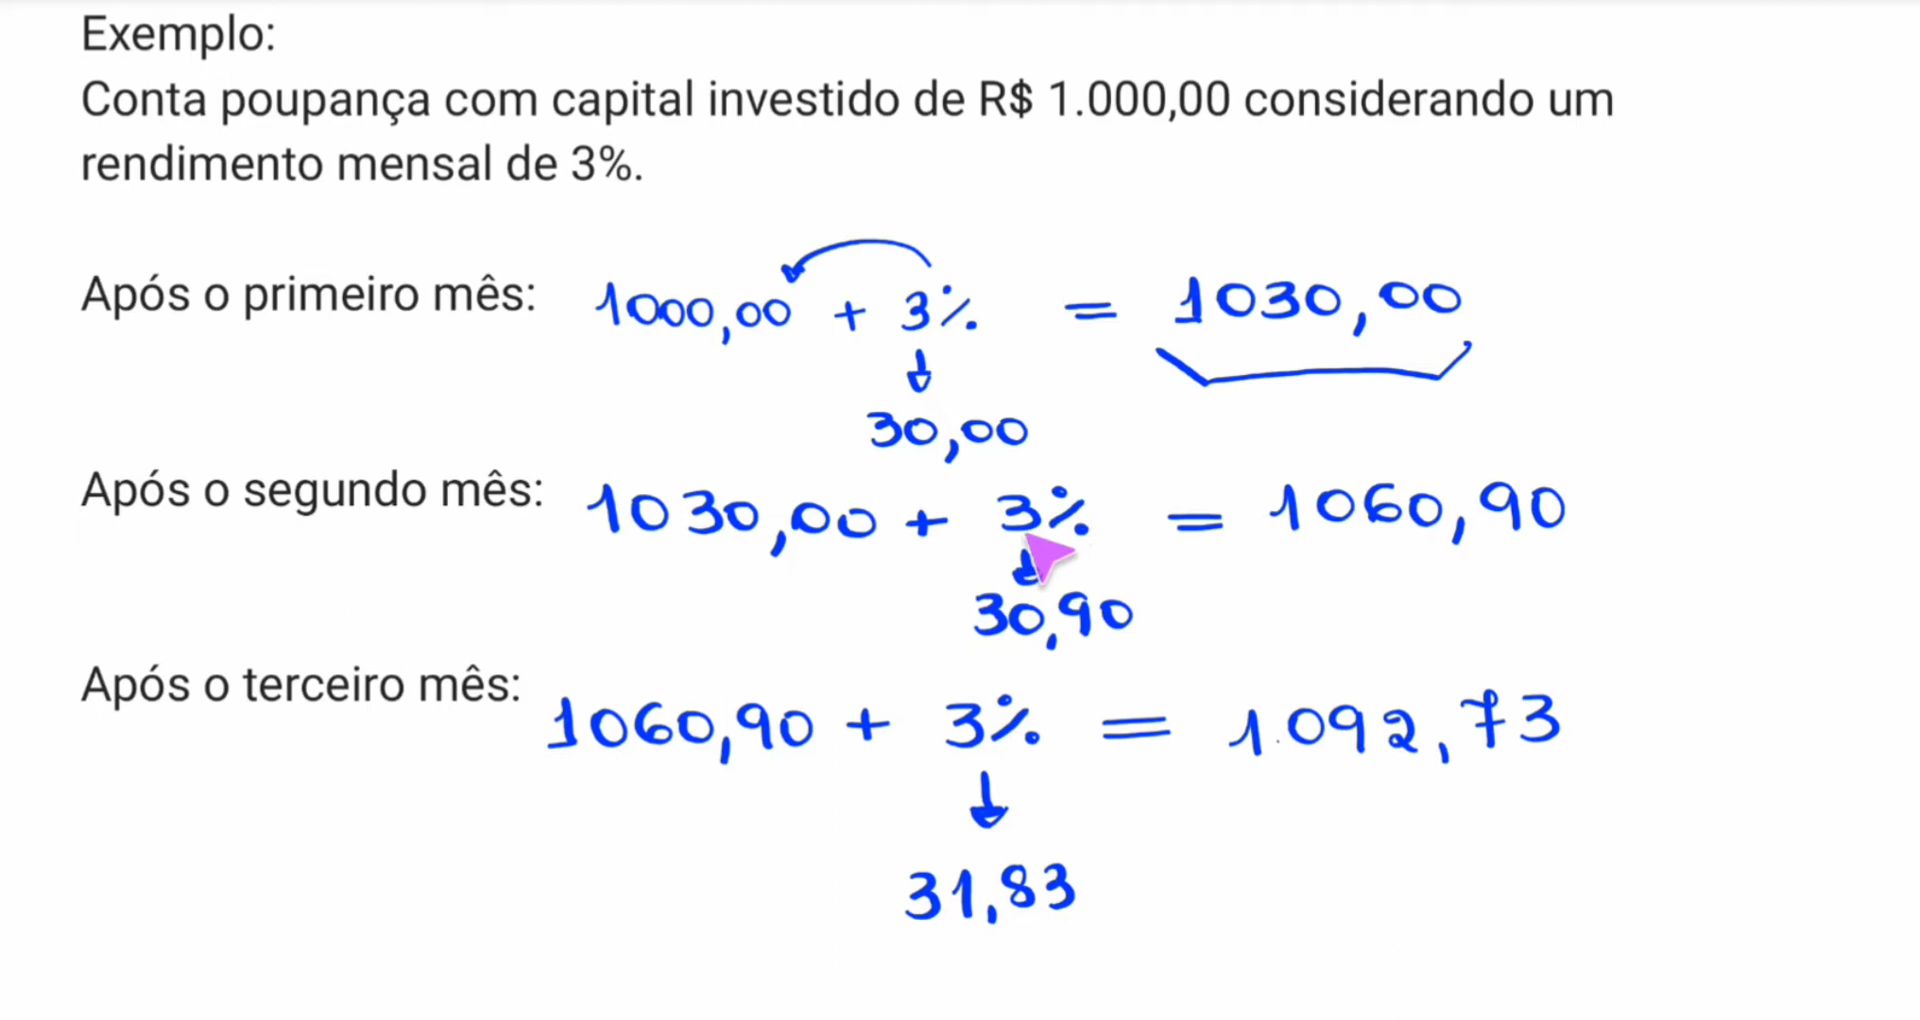 Exemplo:
Conta poupança com capital investido de R$ 1.000,00 considerando um
rendimento mensal de 3%.
Após o primeiro mês: 1000,00 + 3% = 1030,00
30,00
Após o segundo mês: 1030,00 + 3% = 1060,90
30,90
Após o terceiro mês: 1060,90 + 3% = 1.092,73
31,83